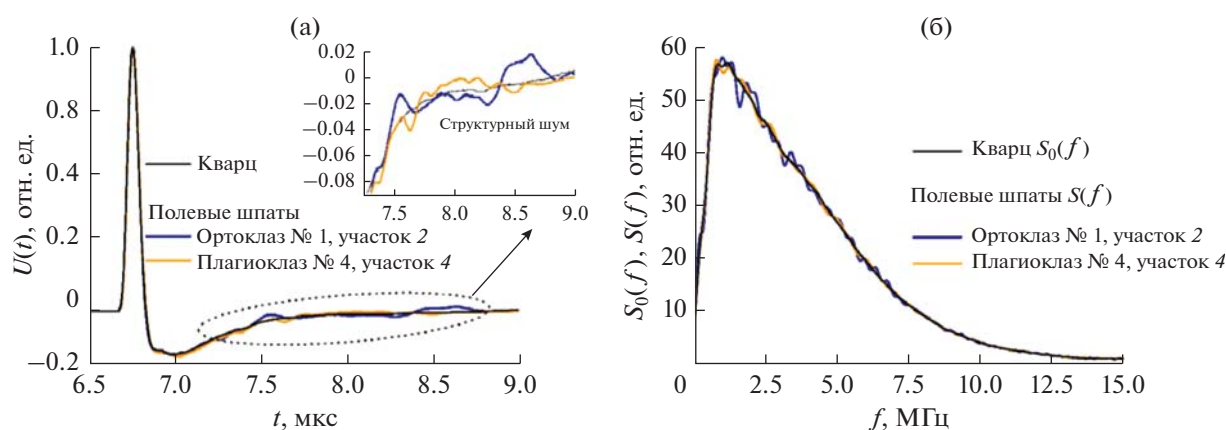 (а)
U(t), отн. ед.
1.0
0.8
0.6
0.4
0.2
0
−0.2
6.5 7.0 7.5 8.0 8.5 9.0
t, мкс
Кварц
Полевые шпаты
Ортоклаз № 1, участок 2
Плагиоклаз № 4, участок 4
0.02
0
−0.02
−0.04
−0.06
−0.08
7.5 8.0 8.5 9.0
Структурный шум
(б)
S₀(f), S(f), отн. ед.
60
50
40
30
20
10
0 2.5 5.0 7.5 10.0 12.5 15.0
f, МГц
Кварц S₀(f)
Полевые шпаты S(f)
Ортоклаз № 1, участок 2
Плагиоклаз № 4, участок 4